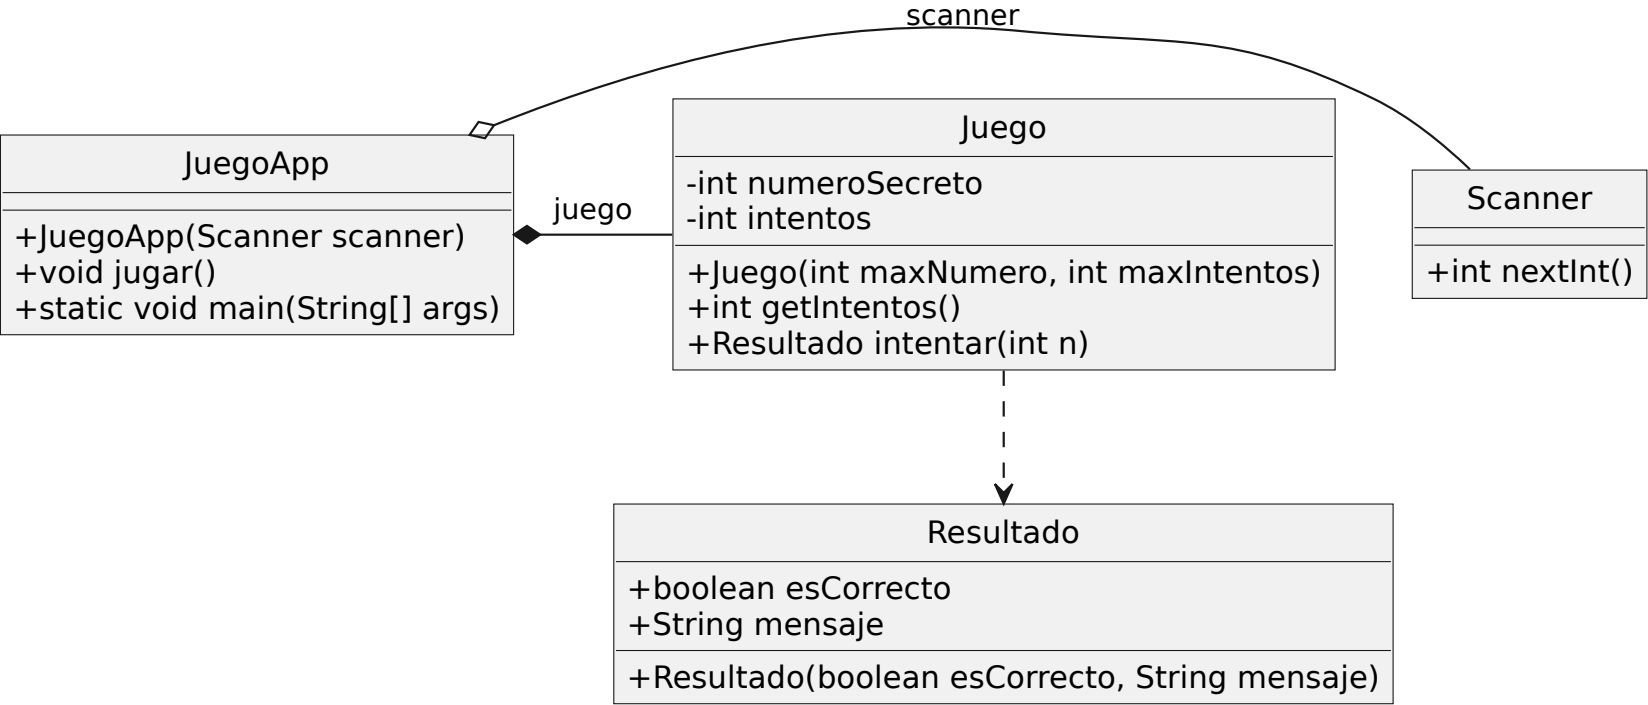 scanner
JuegoApp
+JuegoApp(Scanner scanner)
+void jugar()
+static void main(String[] args)
juego
Juego
-int numeroSecreto
-int intentos
+Juego(int maxNumero, int maxIntentos)
+int getIntentos()
+Resultado intentar(int n)
Scanner
+int nextInt()
Resultado
+boolean esCorrecto
+String mensaje
+Resultado(boolean esCorrecto, String mensaje)